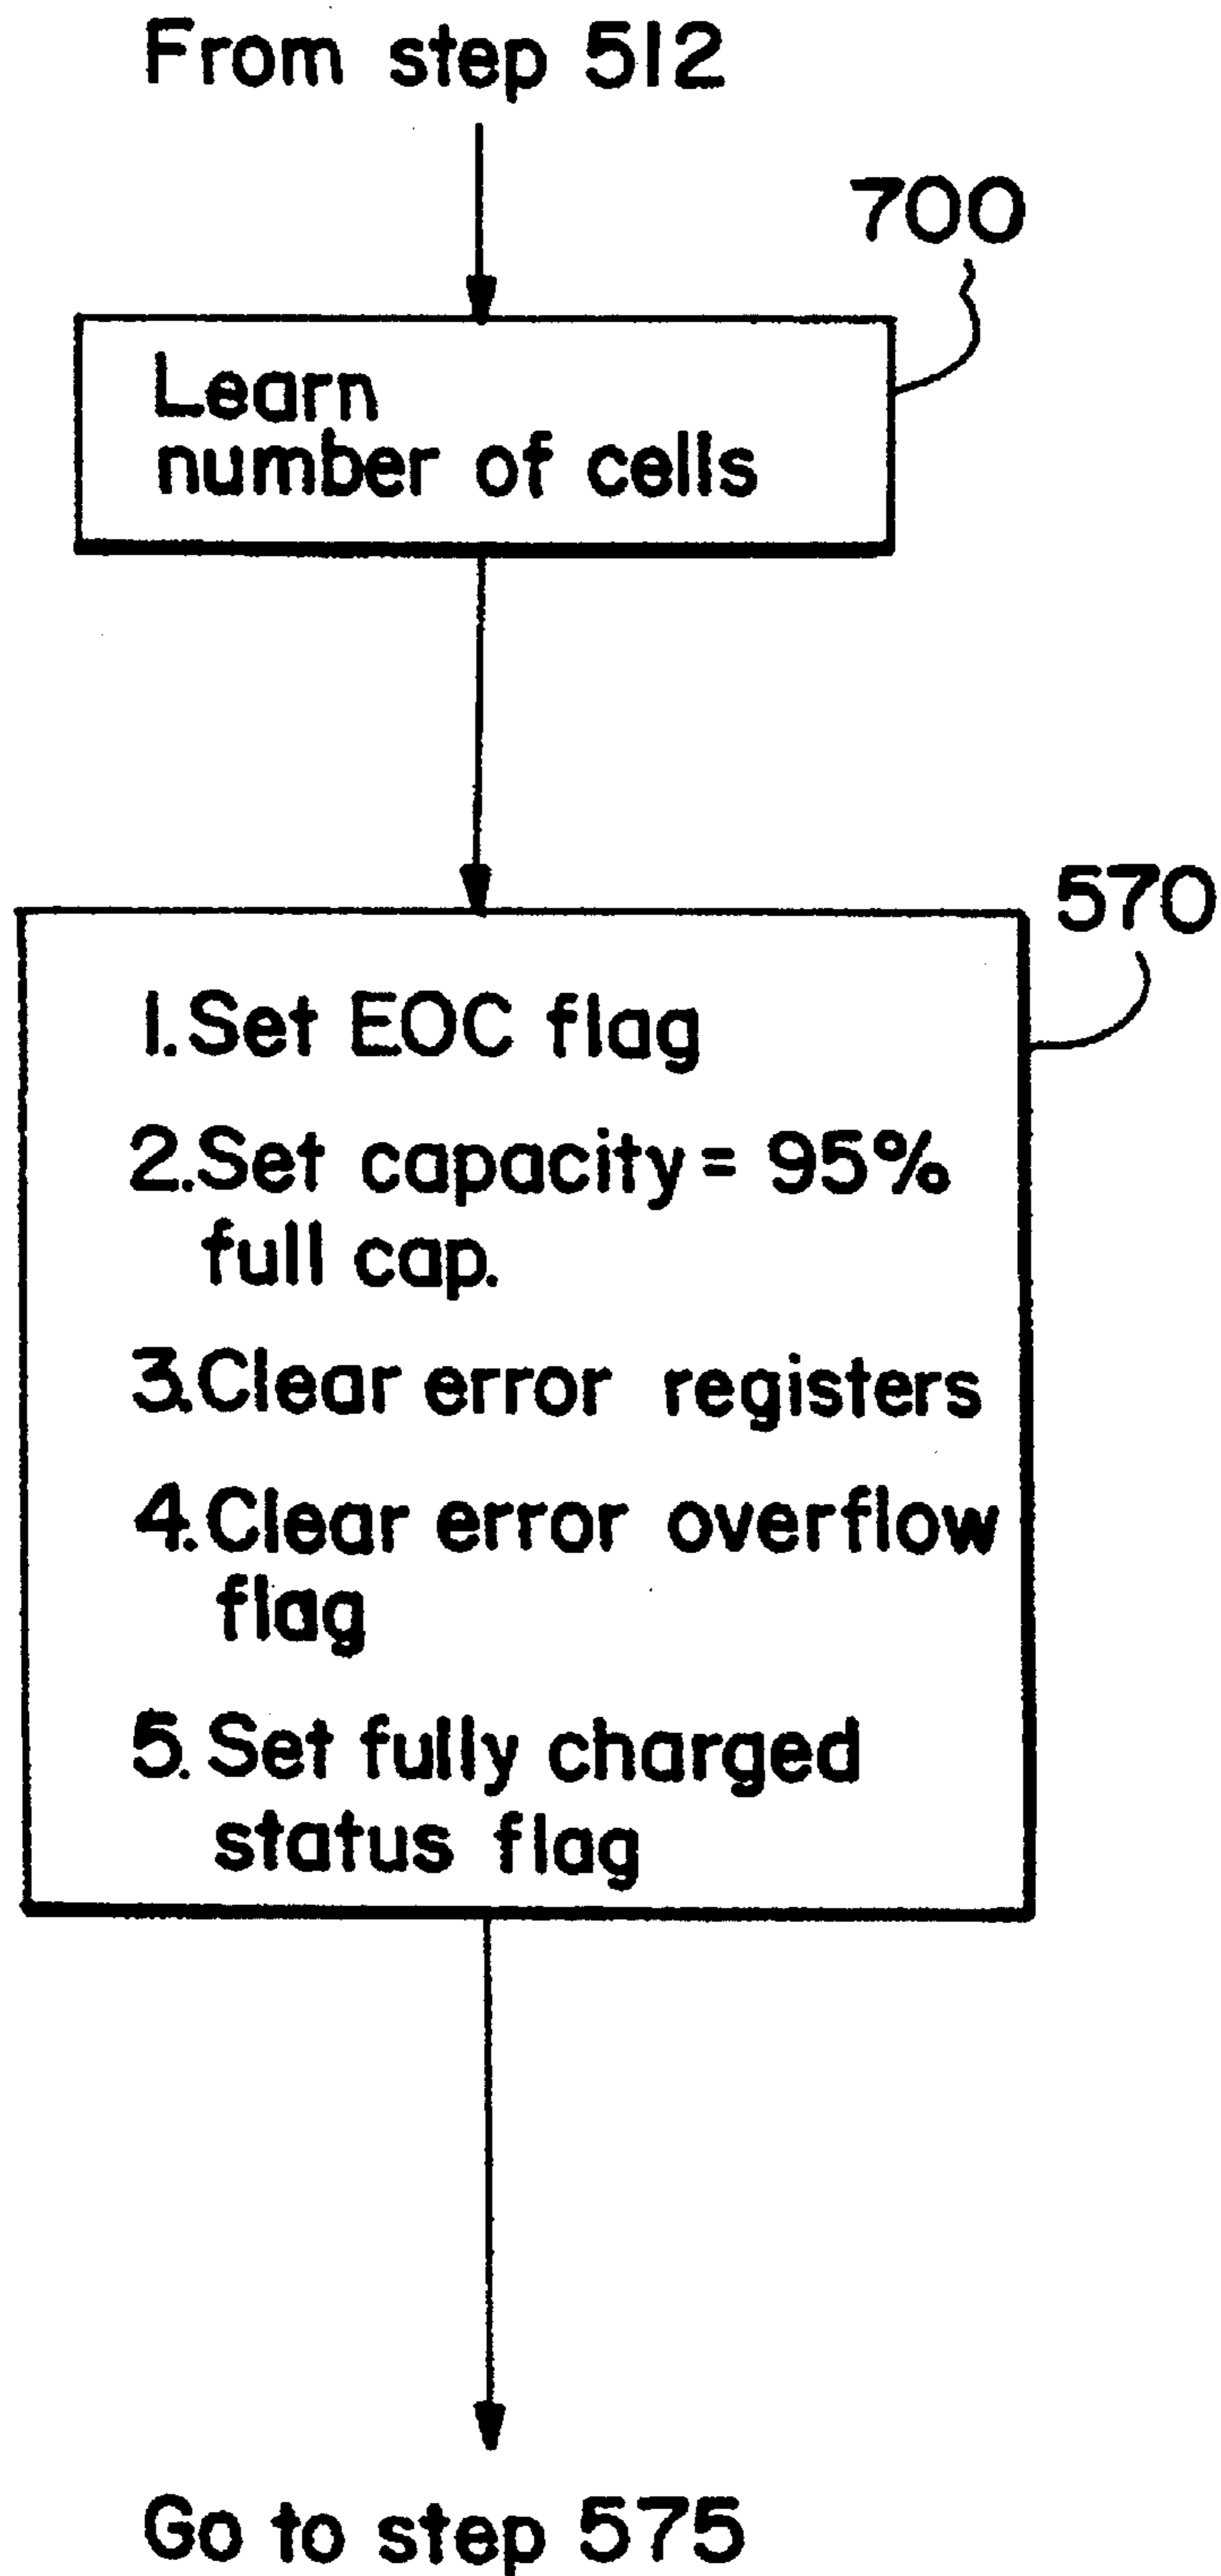 From step 512
700
Learn
number of cells
570
1. Set EOC flag
2. Set capacity = 95%
full cap.
3. Clear error registers
4. Clear error overflow
flag
5. Set fully charged
status flag
Go to step 575